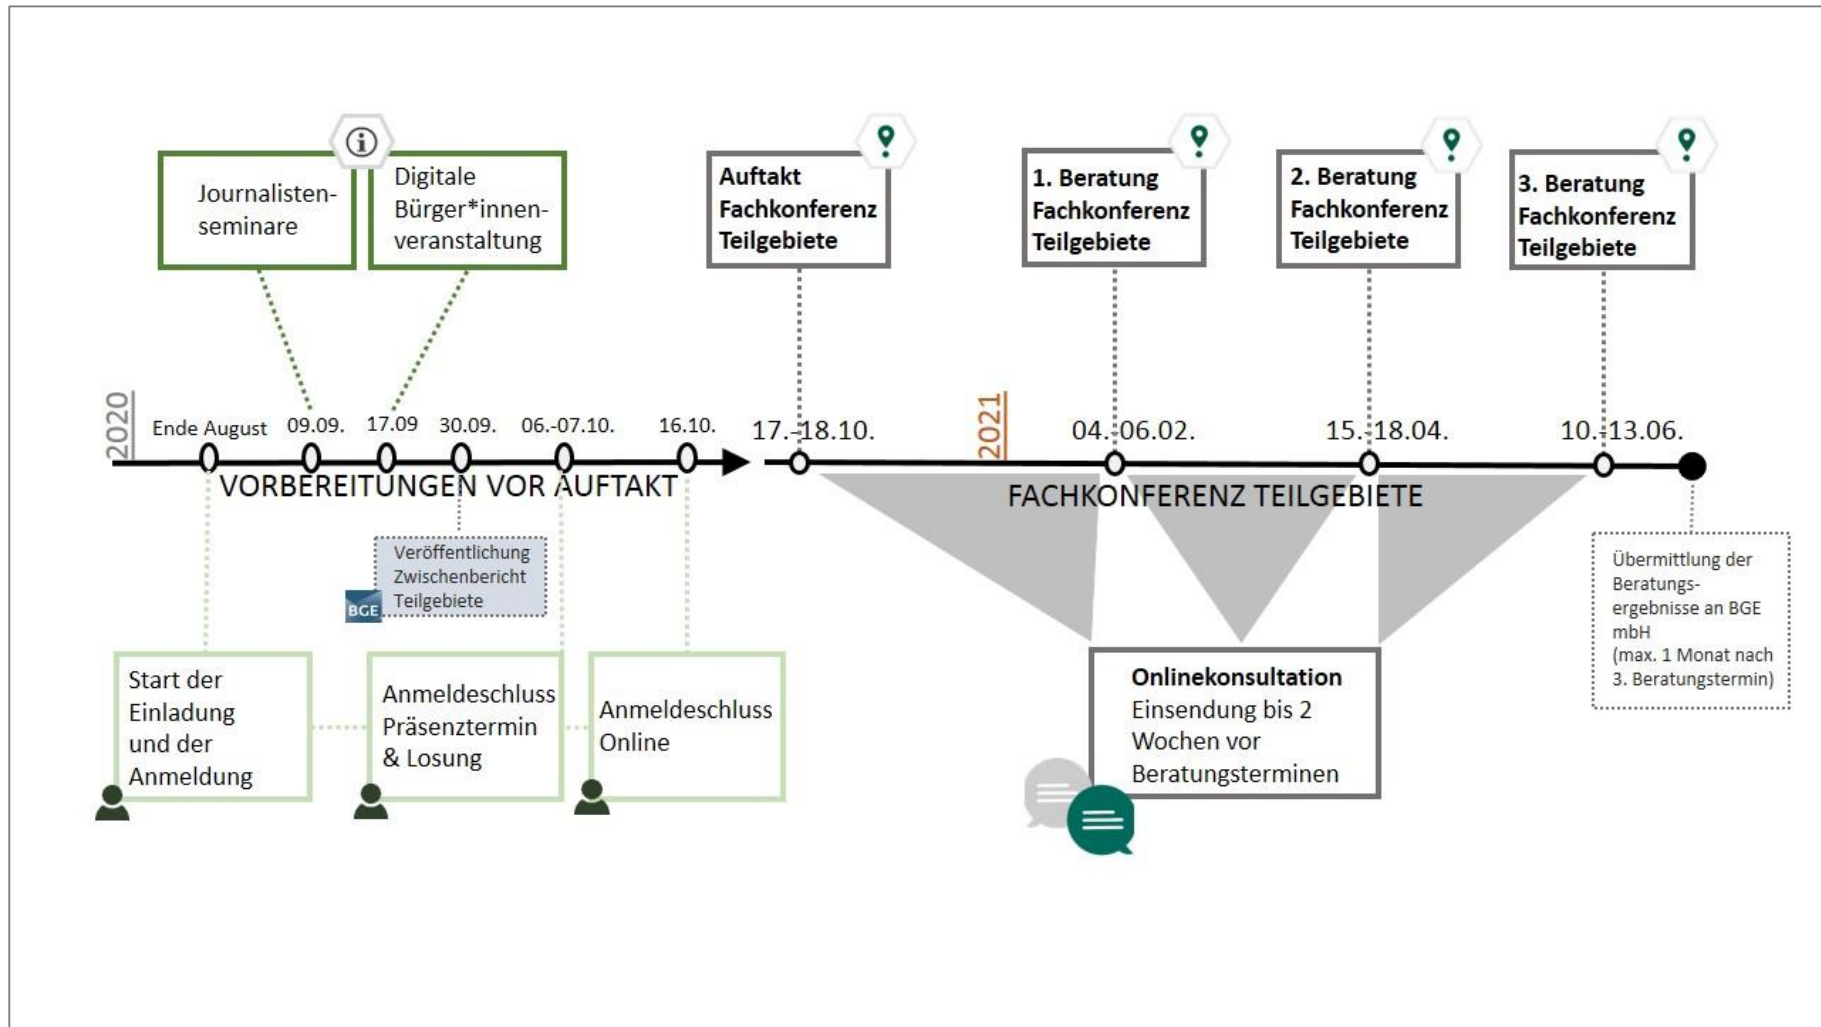 Journalisten-
seminare
Digitale
Bürger*innen-
veranstaltung
Auftakt
Fachkonferenz
Teilgebiete
1. Beratung
Fachkonferenz
Teilgebiete
2. Beratung
Fachkonferenz
Teilgebiete
3. Beratung
Fachkonferenz
Teilgebiete
2020
Ende August
09.09.
17.09
30.09.
06.-07.10.
16.10.
17.-18.10.
2021
04.-06.02.
15.-18.04.
10.-13.06.
VORBEREITUNGEN VOR AUFTAKT
FACHKONFERENZ TEILGEBIETE
Veröffentlichung
Zwischenbericht
Teilgebiete
BGE
Übermittlung der
Beratungs-
ergebnisse an BGE
mbH
(max. 1 Monat nach
3. Beratungstermin)
Start der
Einladung
und der
Anmeldung
Anmeldeschluss
Präsenztermin
& Losung
Anmeldeschluss
Online
Onlinekonsultation
Einsendung bis 2
Wochen vor
Beratungsterminen